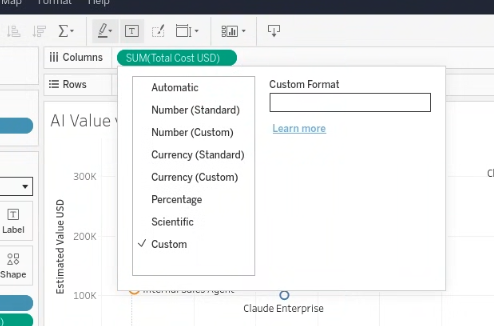 Map Format Help
Columns SUM(Total Cost USD)
Rows
Automatic
Number (Standard)
Number (Custom)
Currency (Standard)
Currency (Custom)
Percentage
Scientific
Custom
Custom Format
Learn more
AI Value
Label
Shape
Estimated Value USD
300K
200K
100K
Internal Sales Agent
Claude Enterprise